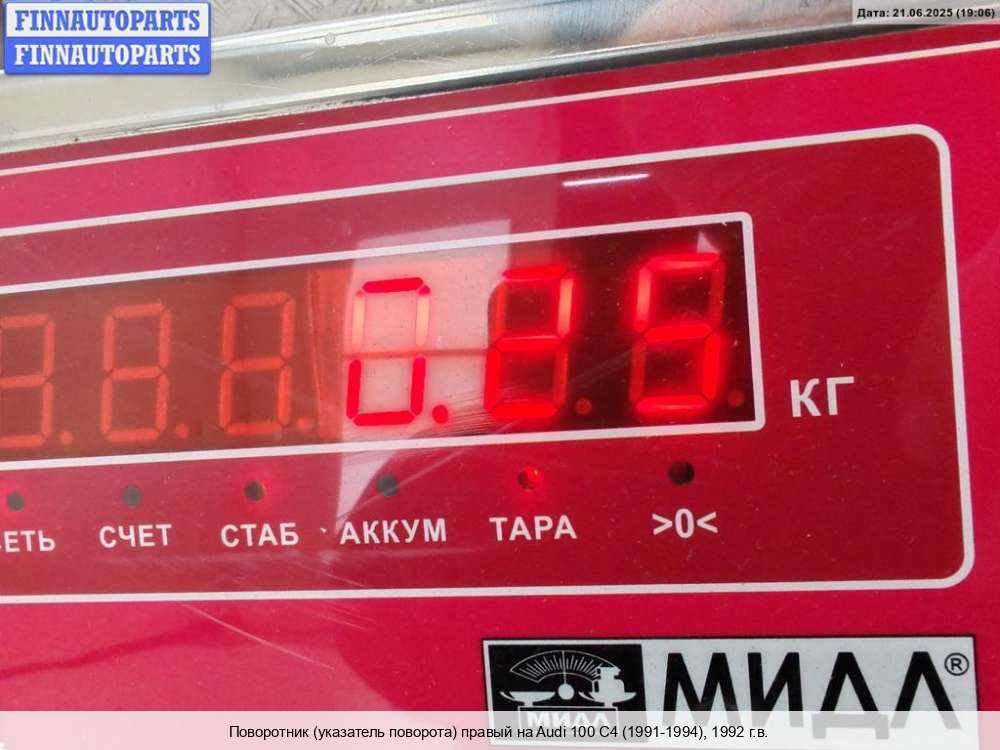 FINNAUTOPARTS
FINNAUTOPARTS
Дата: 21.06.2025 (19:06)
КГ
СЧЕТ СТАБ АККУМ ТАРА >0<
МИДЛ®
МИДЛ
Поворотник (указатель поворота) правый на Audi 100 C4 (1991-1994), 1992 г.в.